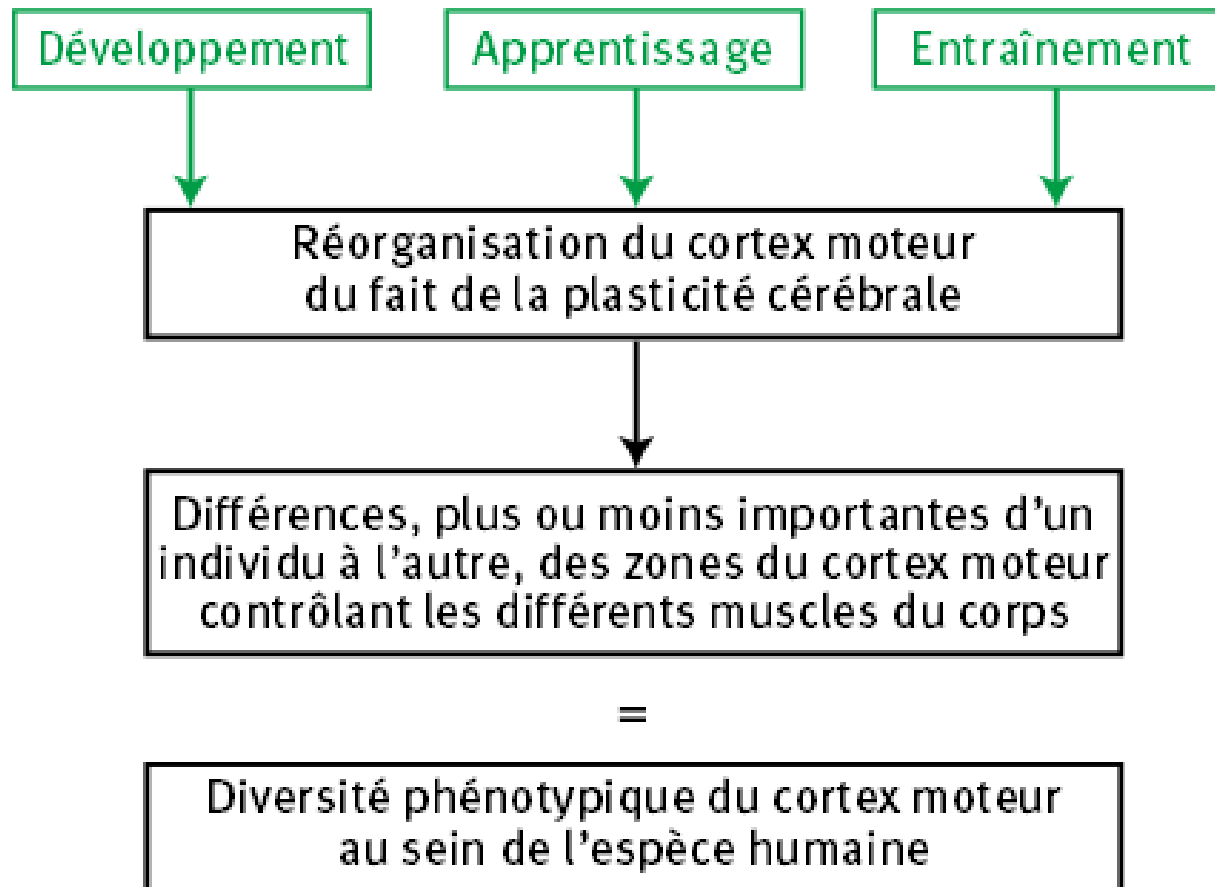 Développement
Apprentissage
Entraînement
Réorganisation du cortex moteur
du fait de la plasticité cérébrale
Différences, plus ou moins importantes d'un
individu à l'autre, des zones du cortex moteur
contrôlant les différents muscles du corps
=
Diversité phénotypique du cortex moteur
au sein de l'espèce humaine